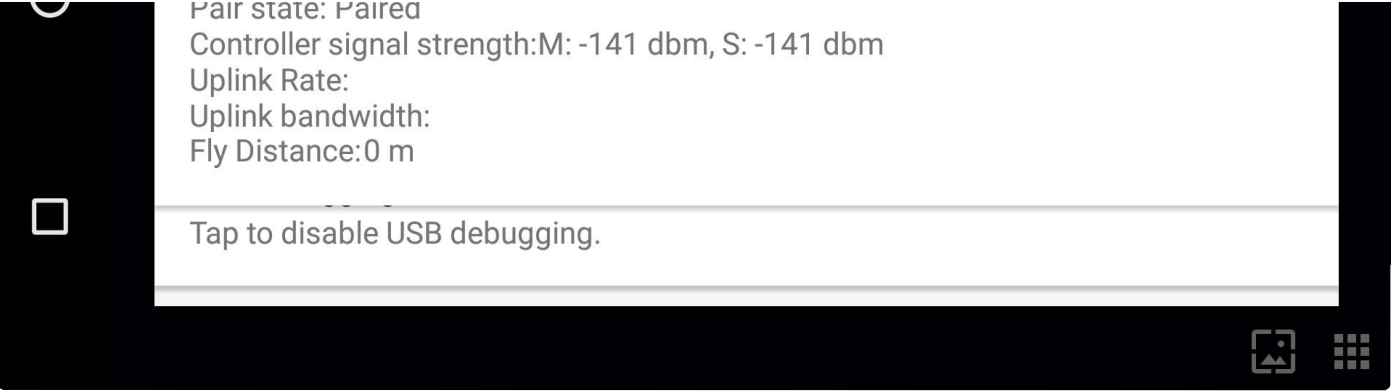 Pair state: Paired
Controller signal strength:M: -141 dbm, S: -141 dbm
Uplink Rate:
Uplink bandwidth:
Fly Distance:0 m
Tap to disable USB debugging.